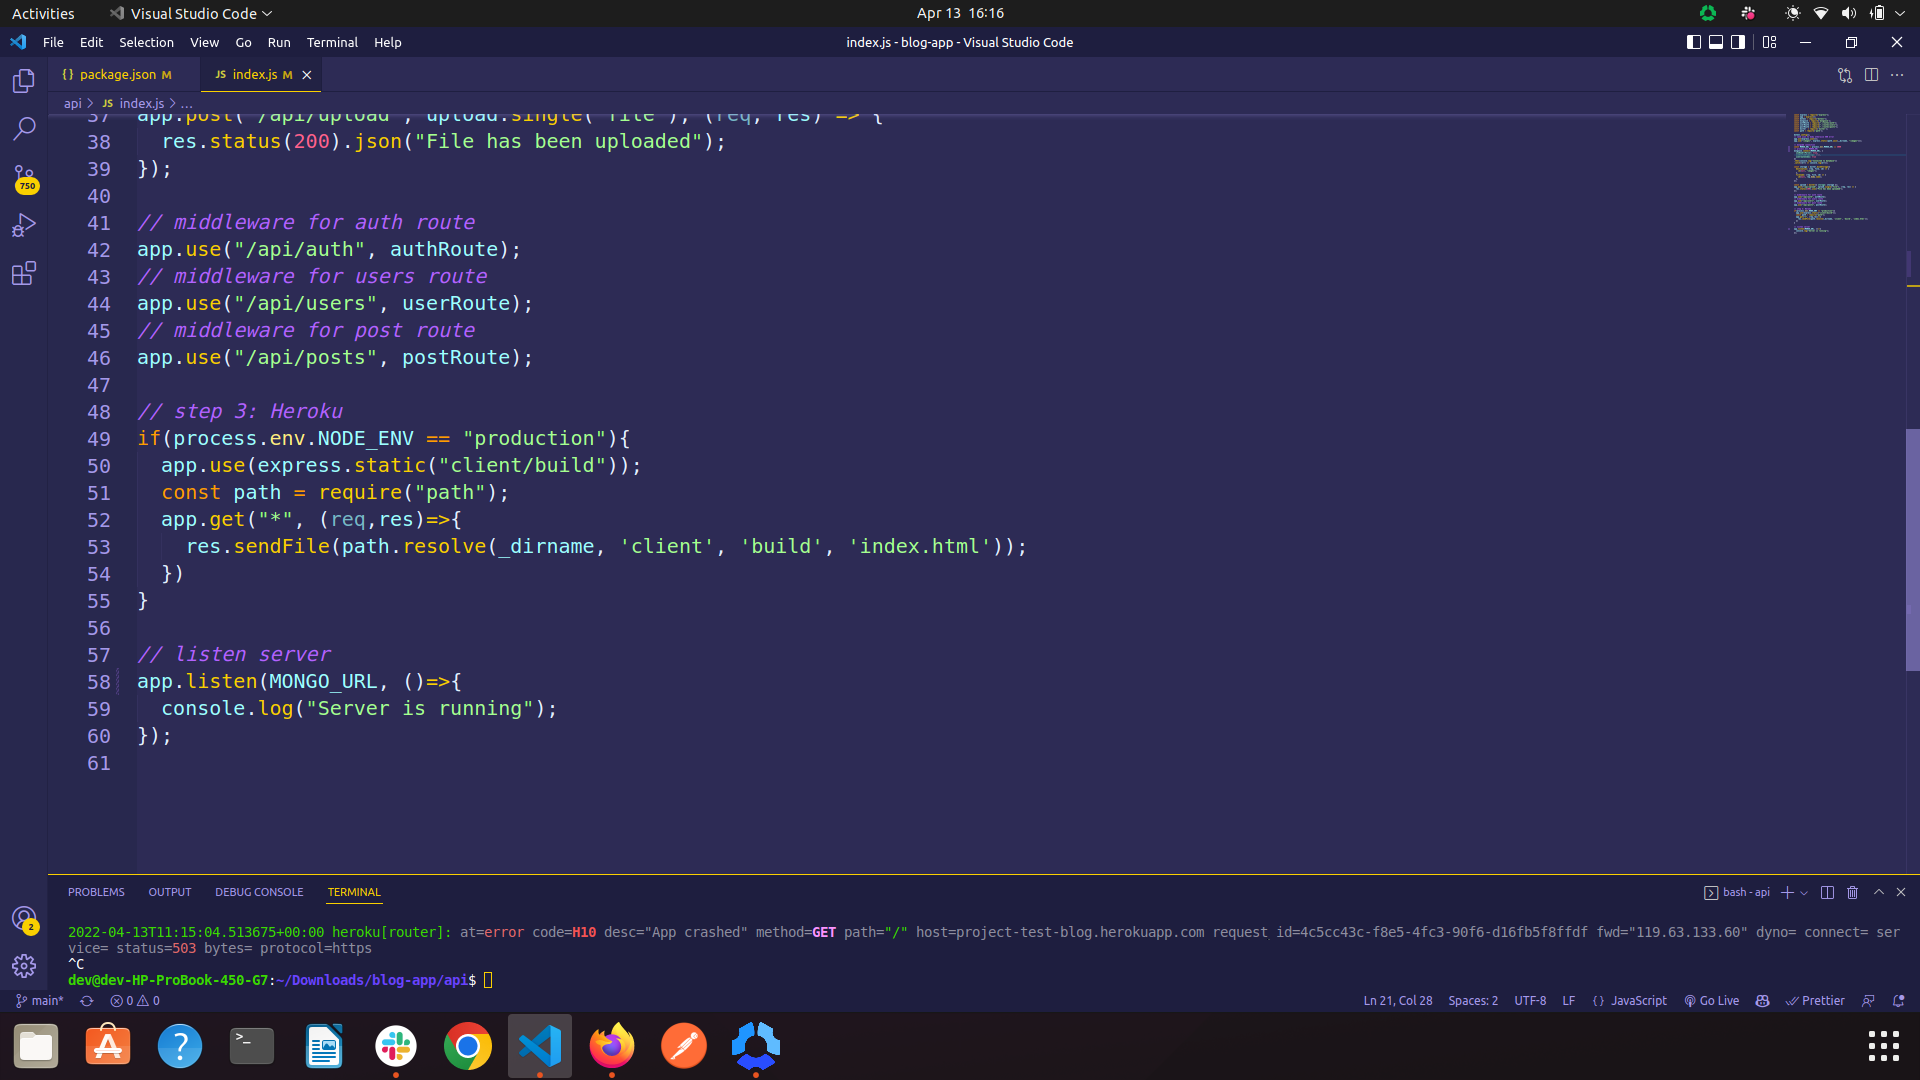 Activities
Visual Studio Code
Apr 13 16:16
File Edit Selection View Go Run Terminal Help
index.js - blog-app - Visual Studio Code
{} package.json M
JS index.js M
api > JS index.js > ...
37 app.post("/api/upload", upload.single("file"), (req, res) => {
38 res.status(200).json("File has been uploaded");
39 });
40
41 // middleware for auth route
42 app.use("/api/auth", authRoute);
43 // middleware for users route
44 app.use("/api/users", userRoute);
45 // middleware for post route
46 app.use("/api/posts", postRoute);
47
48 // step 3: Heroku
49 if(process.env.NODE_ENV == "production"){
50 app.use(express.static("client/build"));
51 const path = require("path");
52 app.get("*", (req,res)=>{
53 res.sendFile(path.resolve(_dirname, 'client', 'build', 'index.html'));
54 })
55 }
56
57 // listen server
58 app.listen(MONGO_URL, ()=>{
59 console.log("Server is running");
60 });
61
750
2
PROBLEMS OUTPUT DEBUG CONSOLE TERMINAL
bash - api
2022-04-13T11:15:04.513675+00:00 heroku[router]: at=error code=H10 desc="App crashed" method=GET path="/" host=project-test-blog.herokuapp.com request_id=4c5cc43c-f8e5-4fc3-90f6-d16fb5f8ffdf fwd="119.63.133.60" dyno= connect= ser
vice= status=503 bytes= protocol=https
^C
dev@dev-HP-ProBook-450-G7:~/Downloads/blog-app/api$
main* 0 0
Ln 21, Col 28 Spaces: 2 UTF-8 LF {} JavaScript Go Live Prettier